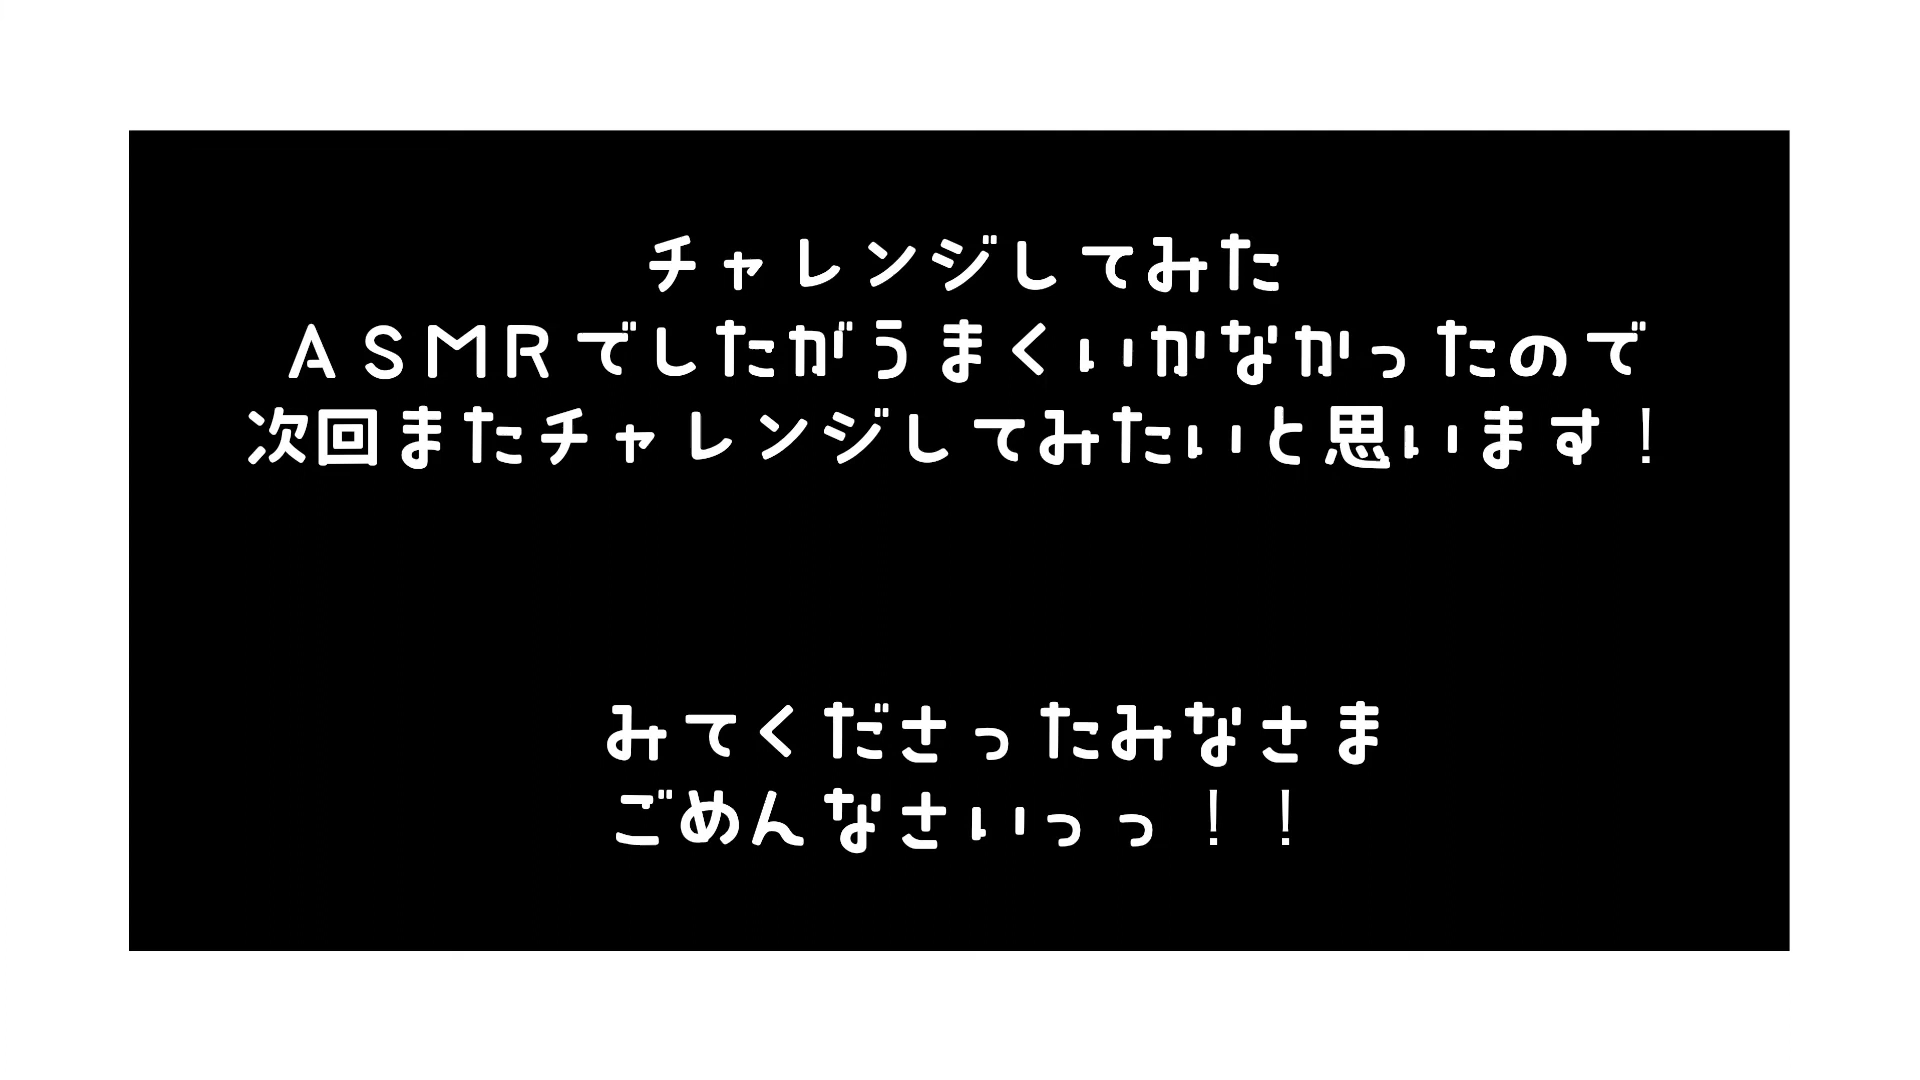 チャレンジしてみた
ASMRでしたがうまくいかなかったので
次回またチャレンジしてみたいと思います！
みてくださったみなさま
ごめんなさいっっ！！